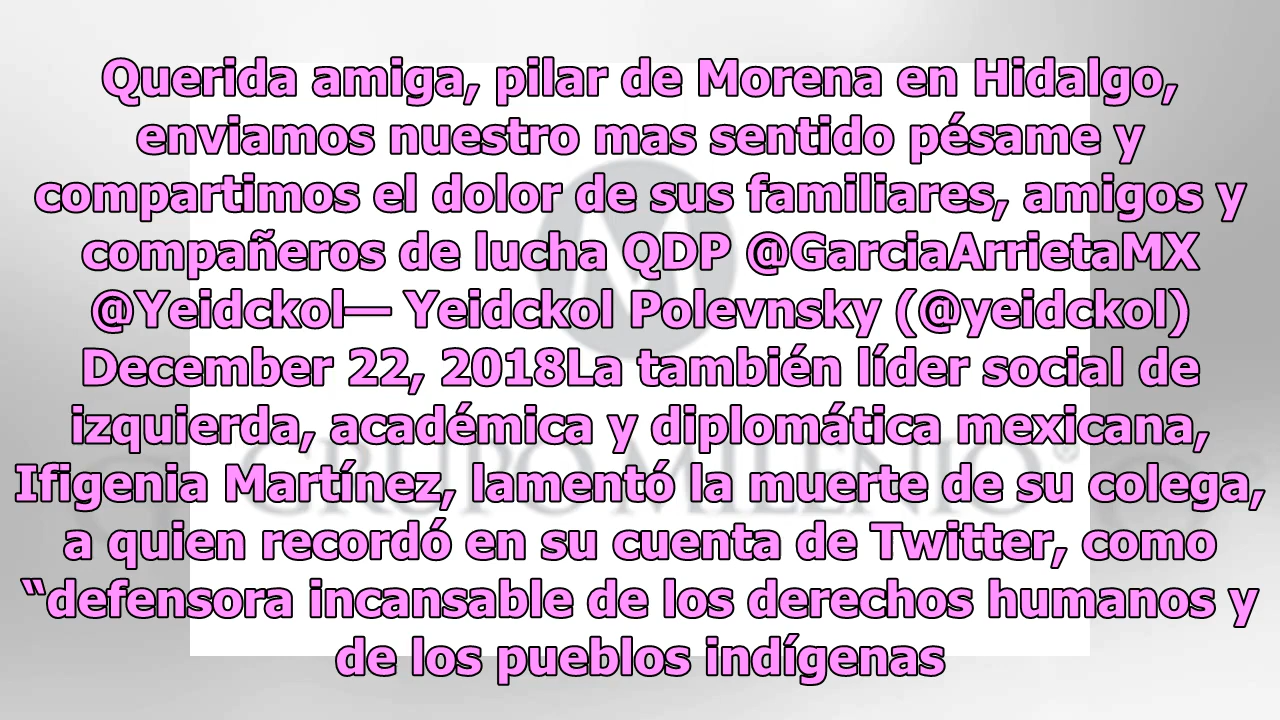 Querida amiga, pilar de Morena en Hidalgo,
enviamos nuestro mas sentido pésame y
compartimos el dolor de sus familiares, amigos y
compañeros de lucha QDP @GarciaArrietaMX
@Yeidckol— Yeidckol Polevnsky (@yeidckol)
December 22, 2018La también líder social de
izquierda, académica y diplomática mexicana,
Ifigenia Martínez, lamentó la muerte de su colega,
a quien recordó en su cuenta de Twitter, como
“defensora incansable de los derechos humanos y
de los pueblos indígenas
M
GRUPO MILENIO®